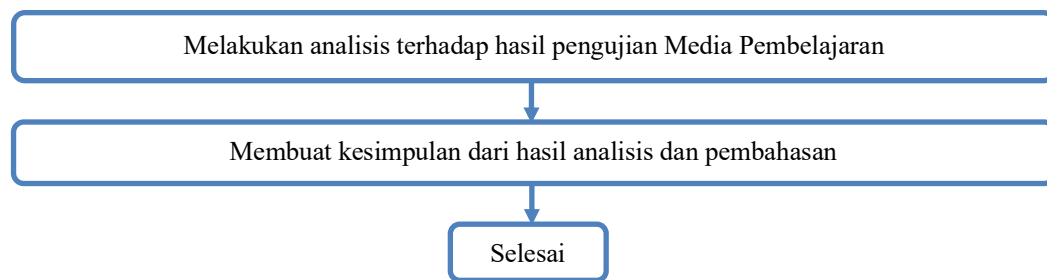 Melakukan analisis terhadap hasil pengujian Media Pembelajaran
Membuat kesimpulan dari hasil analisis dan pembahasan
Selesai